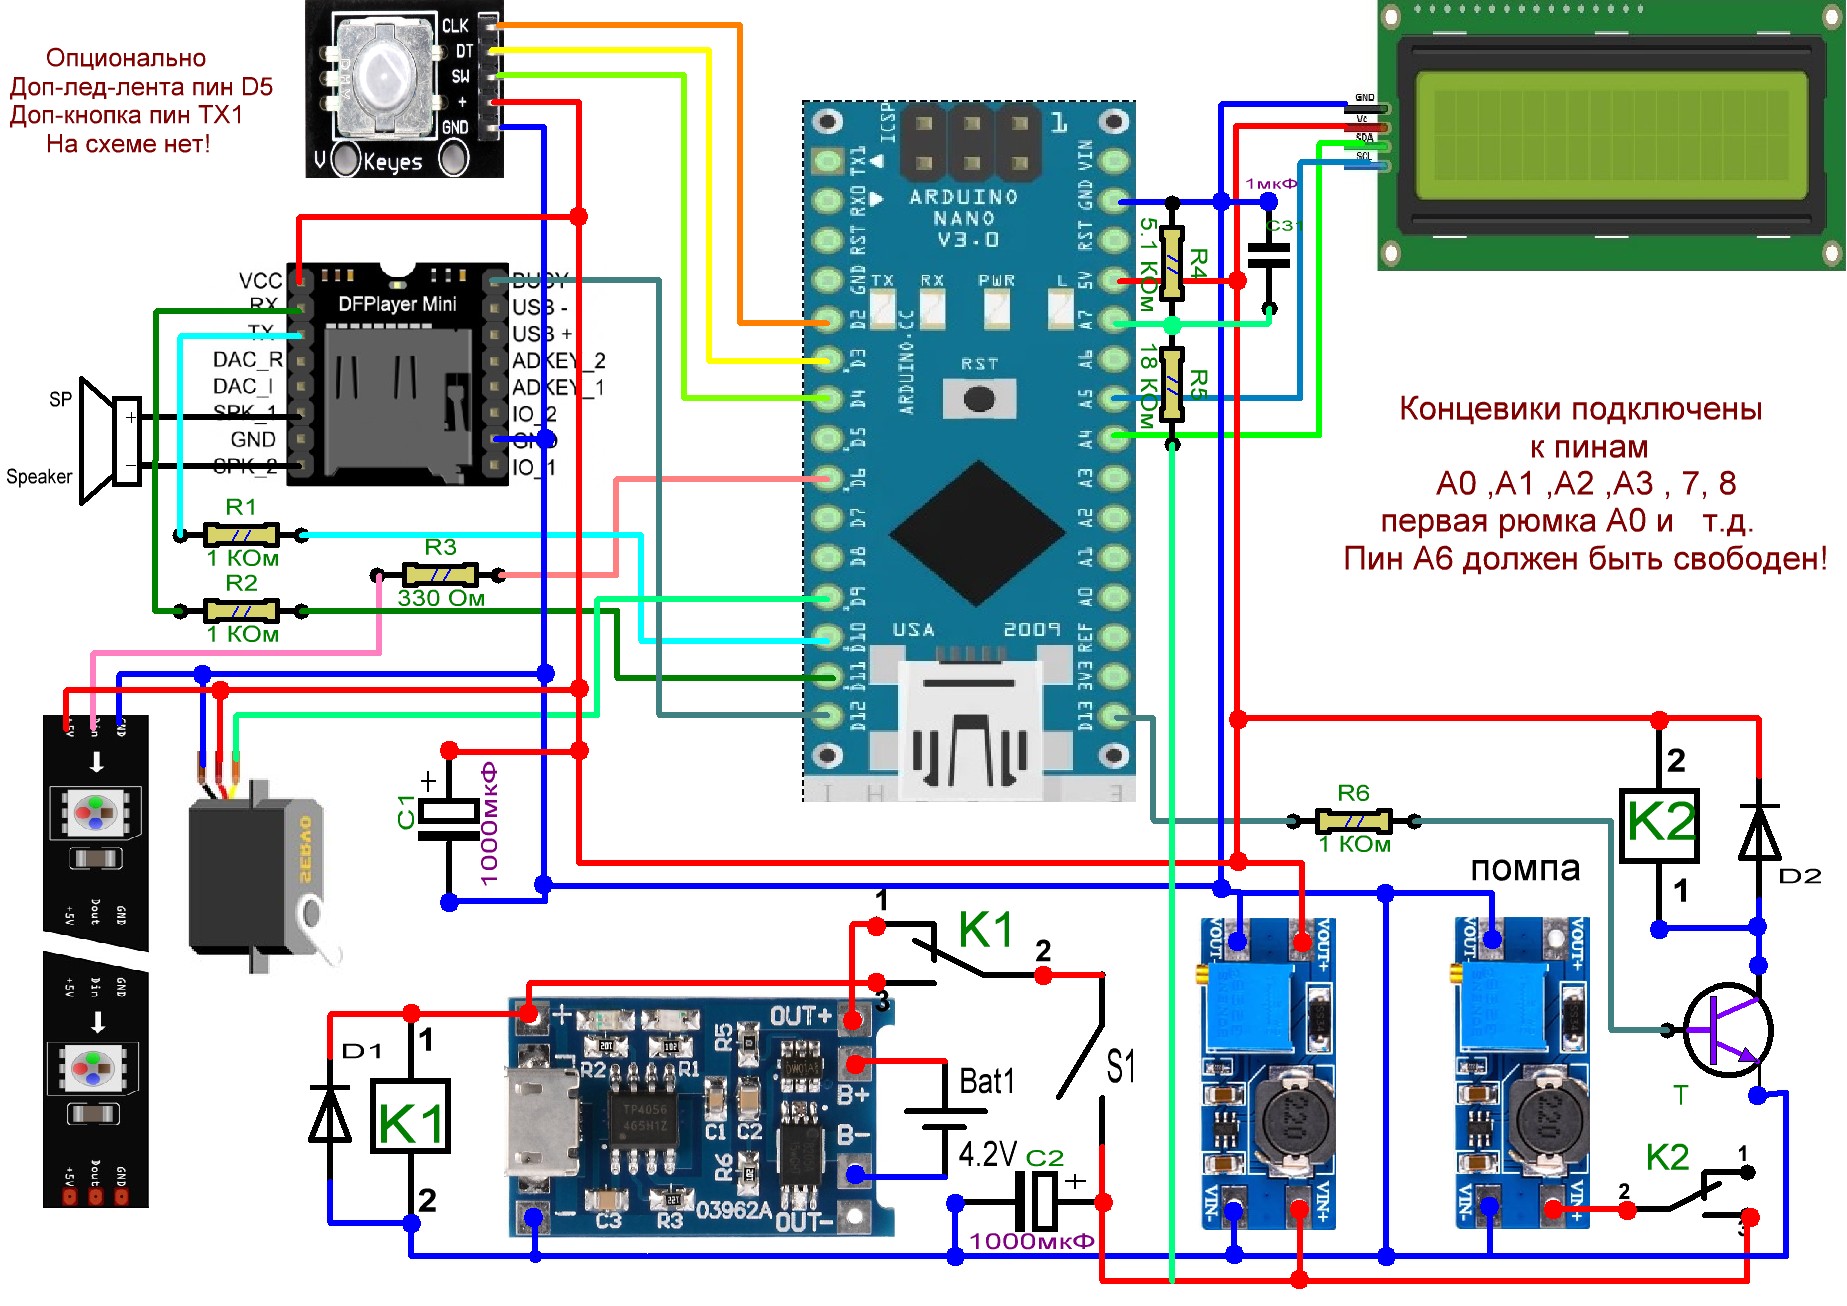 Опционально
Доп-лед-лента пин D5
Доп-кнопка пин TX1
На схеме нет!
CLK
DT
SW
+
GND
V Keyes
GND
Vc
SDA
SCL
ICSP
1
ARDUINO
NANO
V3.0
TX1
RX0
RST
GND
D2
D3
D4
D5
D6
D7
D8
D9
D10
D11
D12
VIN
GND
RST
5V
A7
A6
A5
A4
A3
A2
A1
A0
REF
3V3
D13
TX
RX
PWR
L
ARDUINO.CC
RST
USA
2009
1мкФ
C31
5.1 КОм
R4
18 КОм
R5
VCC
RX
TX
DAC_R
DAC_I
SPK_1
GND
SPK_2
DFPlayer Mini
BUSY
USB -
USB +
ADKEY_2
ADKEY_1
IO_2
GND
IO_1
SP
+
−
Speaker
R1
1 КОм
R3
330 Ом
R2
1 КОм
Концевики подключены
к пинам
A0 ,A1 ,A2 ,A3 , 7, 8
первая рюмка A0 и т.д.
Пин A6 должен быть свободен!
+5V
Din
GND
+5V
Dout
GND
+5V
Din
GND
+5V
Dout
GND
SERVO
+
C1
1000мкФ
R6
1 КОм
2
K2
1
D2
помпа
1
K1
2
3
S1
VOUT-
VOUT+
VIN-
VIN+
VOUT-
VOUT+
VIN-
VIN+
T
K2
1
2
3
D1
1
K1
2
+
OUT+
R5
R2
R1
TP4056
465H1Z
B+
C1
C2
B-
R6
C3
R3
03962A
OUT-
-
Bat1
4.2V
C2
+
1000мкФ